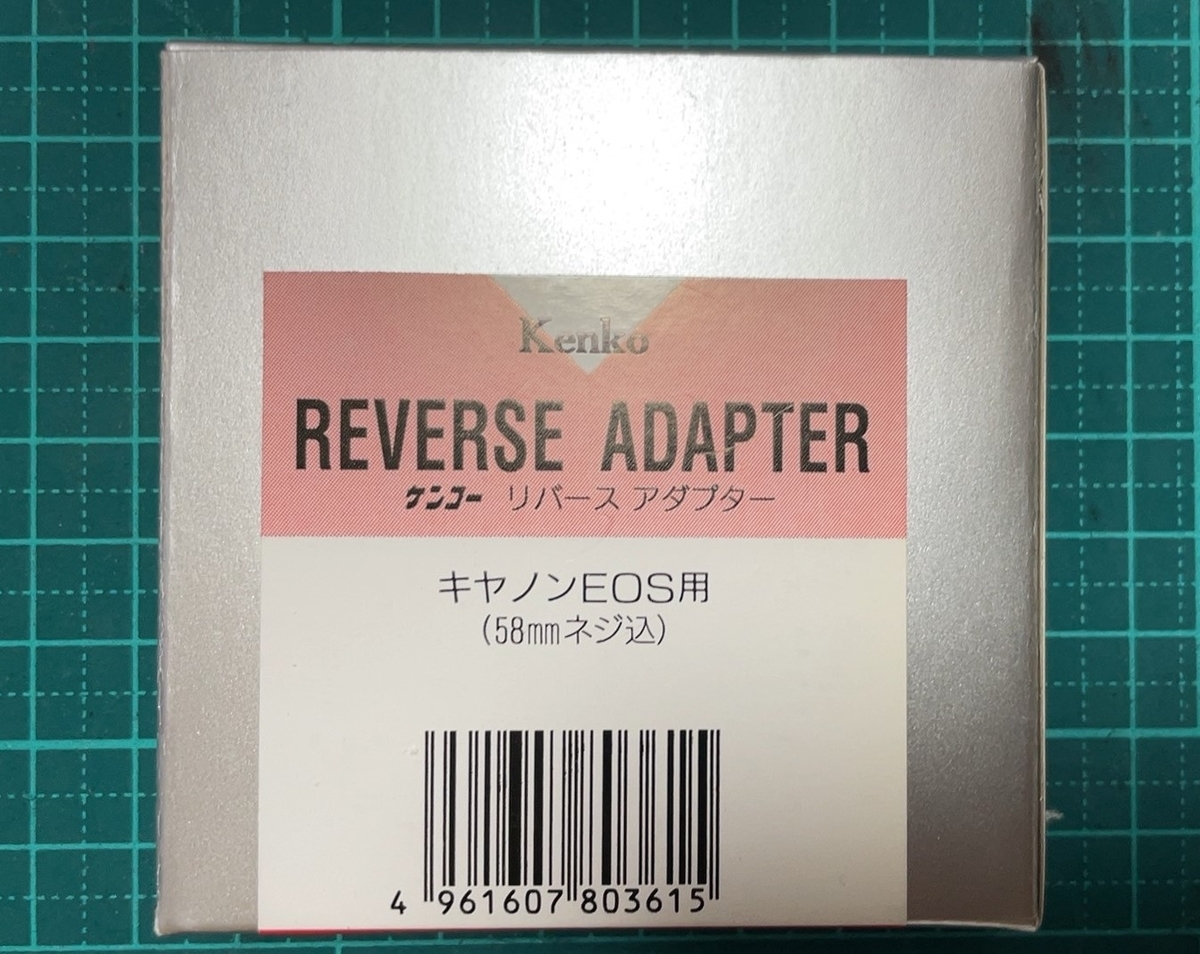 Kenko
REVERSE ADAPTER
ケンコー リバース アダプター
キヤノンEOS用
(58mmネジ込)
4 961607 803615